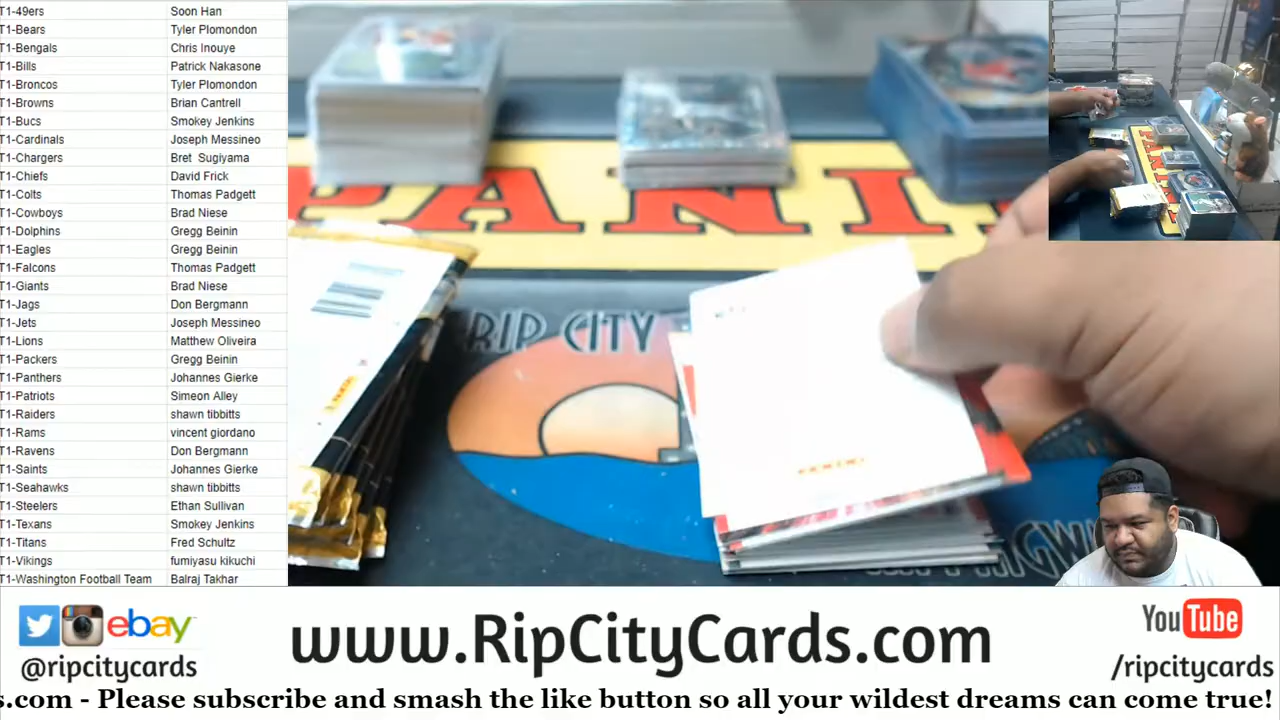 T1-49ers Soon Han
T1-Bears Tyler Plomondon
T1-Bengals Chris Inouye
T1-Bills Patrick Nakasone
T1-Broncos Tyler Plomondon
T1-Browns Brian Cantrell
T1-Bucs Smokey Jenkins
T1-Cardinals Joseph Messineo
T1-Chargers Bret Sugiyama
T1-Chiefs David Frick
T1-Colts Thomas Padgett
T1-Cowboys Brad Niese
T1-Dolphins Gregg Beinin
T1-Eagles Gregg Beinin
T1-Falcons Thomas Padgett
T1-Giants Brad Niese
T1-Jags Don Bergmann
T1-Jets Joseph Messineo
T1-Lions Matthew Oliveira
T1-Packers Gregg Beinin
T1-Panthers Johannes Gierke
T1-Patriots Simeon Alley
T1-Raiders shawn tibbitts
T1-Rams vincent giordano
T1-Ravens Don Bergmann
T1-Saints Johannes Gierke
T1-Seahawks shawn tibbitts
T1-Steelers Ethan Sullivan
T1-Texans Smokey Jenkins
T1-Titans Fred Schultz
T1-Vikings fumiyasu kikuchi
T1-Washington Football Team Balraj Takhar
PANINI
PANINI
RIP CITY
ebay
@ripcitycards
www.RipCityCards.com
YouTube
/ripcitycards
s.com - Please subscribe and smash the like button so all your wildest dreams can come true!